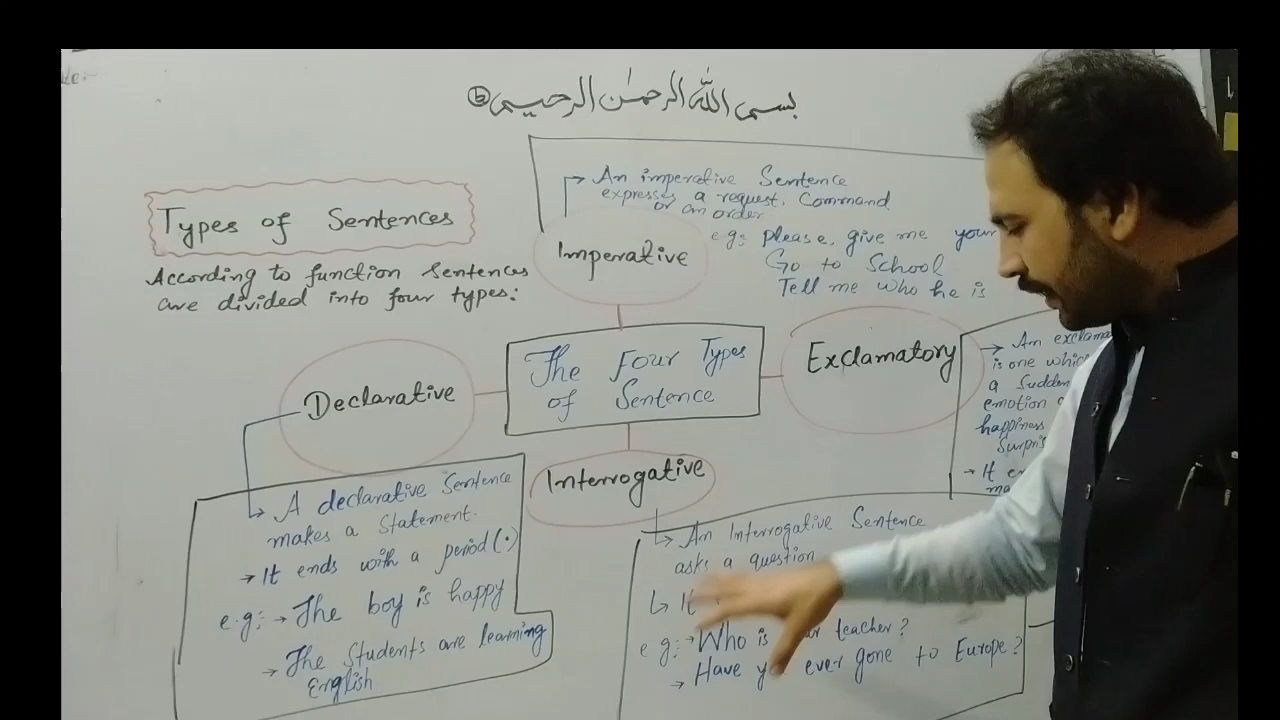 بسم اللہ الرحمٰن الرحیم
Types of Sentences
According to function sentences
are divided into four types:
The Four Types
of Sentence
Imperative
An imperative Sentence
expresses a request, Command
or an order
e.g: please, give me your
Go to School
Tell me who he is
Declarative
A declarative Sentence
makes a statement.
It ends with a period (.)
e.g: The boy is happy
The Students are learning
English
Interrogative
An Interrogative Sentence
asks a question
It
e.g: Who is teacher?
Have ever gone to Europe?
Exclamatory
An
is one
a Sudden
emotion
happiness
It